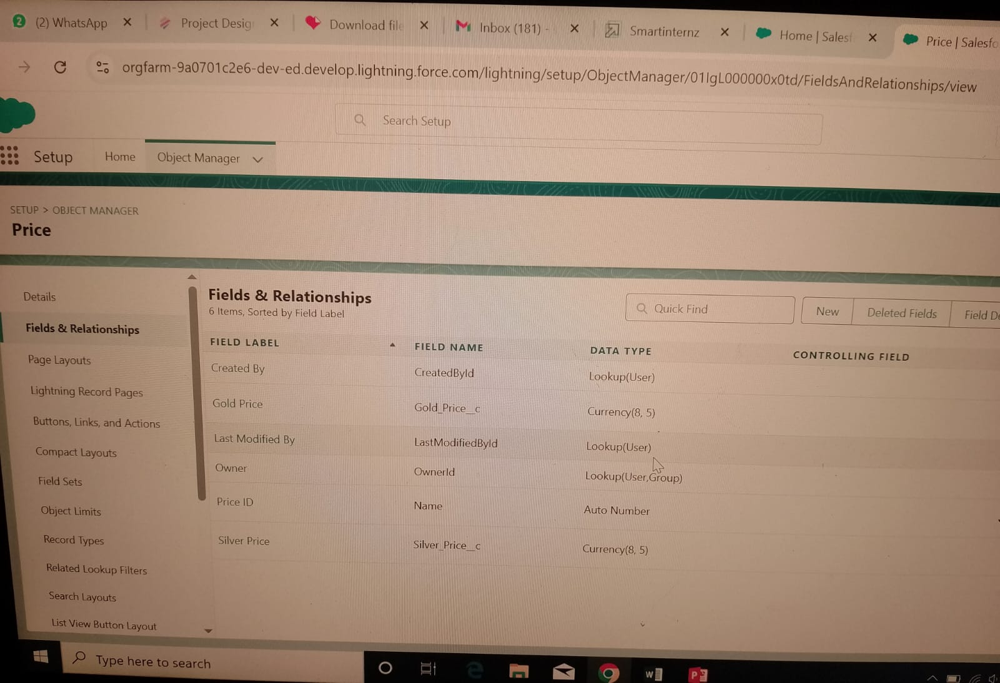 2 (2) WhatsApp × Project Desig × Download file × Inbox (181) - × Smartinternz × Home | Salesf × Price | Salesfo
orgfarm-9a0701c2e6-dev-ed.develop.lightning.force.com/lightning/setup/ObjectManager/01IgL000000x0td/FieldsAndRelationships/view
Search Setup
Setup Home Object Manager
SETUP > OBJECT MANAGER
Price
Details
Fields & Relationships
Page Layouts
Lightning Record Pages
Buttons, Links, and Actions
Compact Layouts
Field Sets
Object Limits
Record Types
Related Lookup Filters
Search Layouts
List View Button Layout
Fields & Relationships
6 Items, Sorted by Field Label
Quick Find New Deleted Fields Field De
FIELD LABEL FIELD NAME DATA TYPE CONTROLLING FIELD
Created By CreatedById Lookup(User)
Gold Price Gold_Price__c Currency(8, 5)
Last Modified By LastModifiedById Lookup(User)
Owner OwnerId Lookup(User,Group)
Price ID Name Auto Number
Silver Price Silver_Price__c Currency(8, 5)
Type here to search